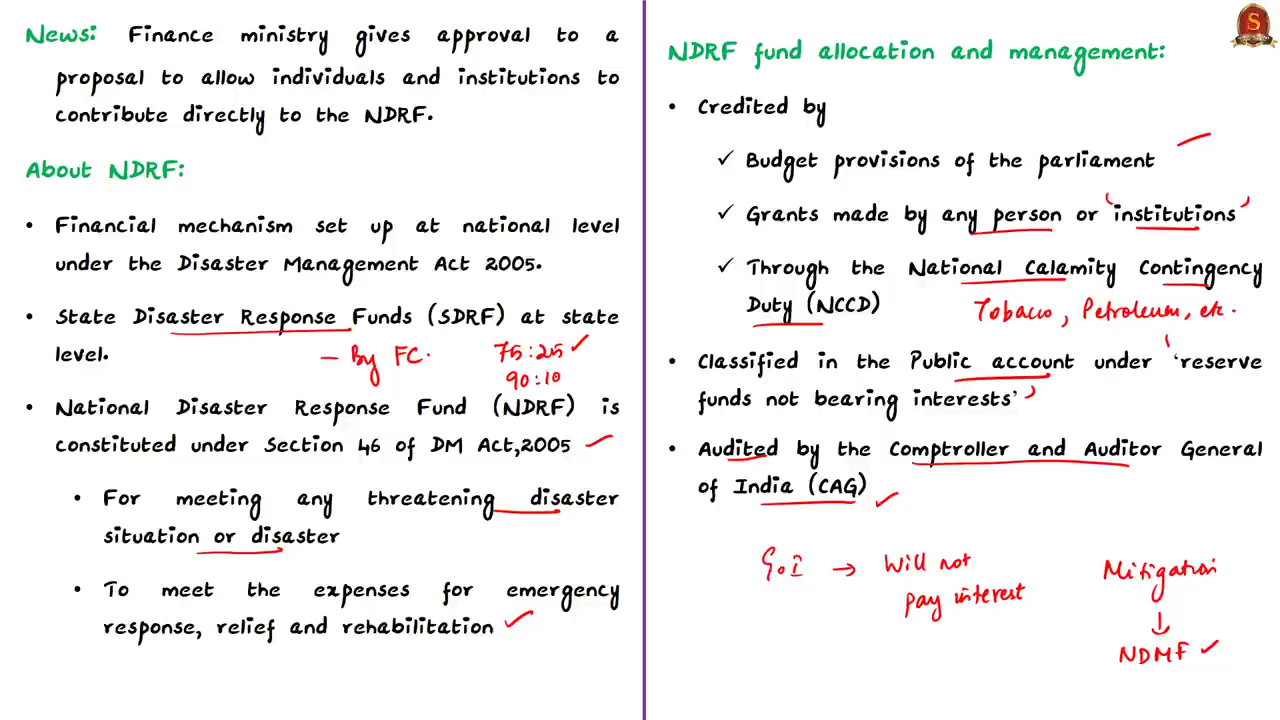 News: Finance ministry gives approval to a
proposal to allow individuals and institutions to
contribute directly to the NDRF.
About NDRF:
• Financial mechanism set up at national level
under the Disaster Management Act 2005.
• State Disaster Response Funds (SDRF) at state
level.
– By FC.
75:25 ✓
90:10
• National Disaster Response Fund (NDRF) is
constituted under Section 46 of DM Act,2005
• For meeting any threatening disaster
situation or disaster
• To meet the expenses for emergency
response, relief and rehabilitation ✓
NDRF fund allocation and management:
• Credited by
✓ Budget provisions of the parliament
✓ Grants made by any person or 'institutions'
✓ Through the National Calamity Contingency
Duty (NCCD)
Tobacco, Petroleum, etc.
• Classified in the Public account under 'reserve
funds not bearing interests'
• Audited by the Comptroller and Auditor General
of India (CAG) ✓
G.o.I → Will not
pay interest
Mitigation
↓
NDMF ✓
S